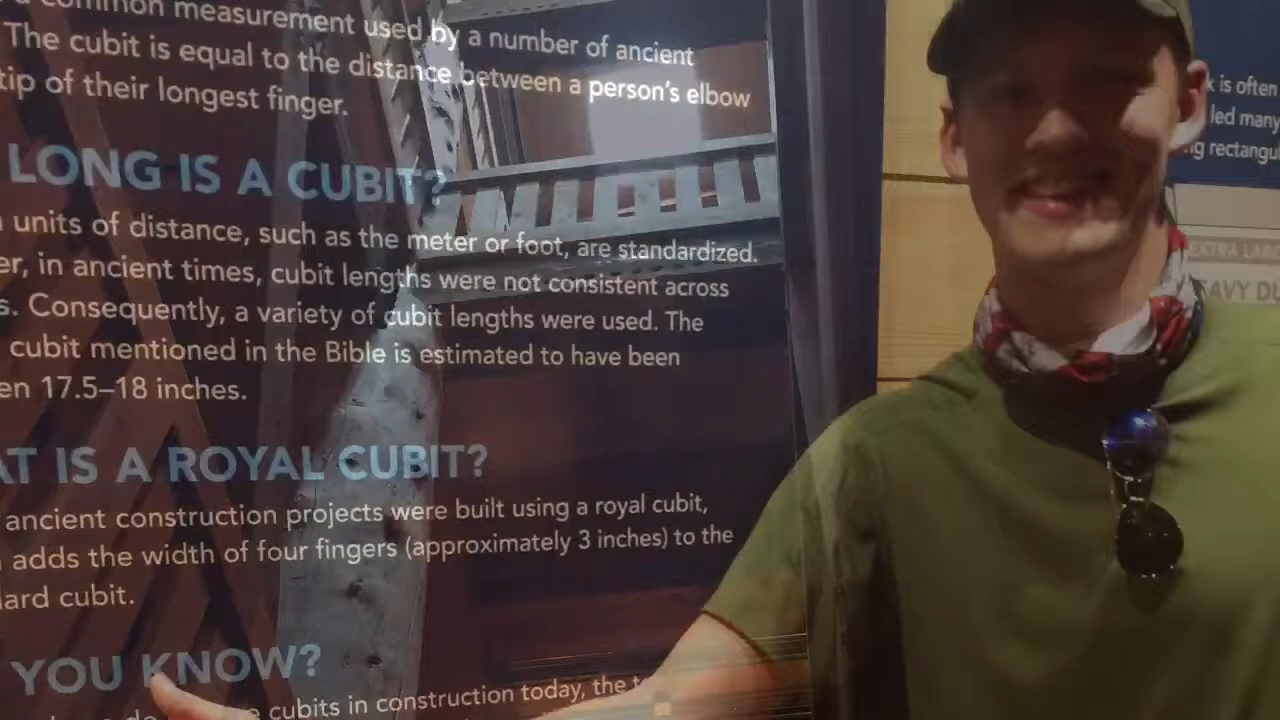 common measurement used by a number of ancient
The cubit is equal to the distance between a person's elbow
tip of their longest finger.
LONG IS A CUBIT?
units of distance, such as the meter or foot, are standardized.
er, in ancient times, cubit lengths were not consistent across
s. Consequently, a variety of cubit lengths were used. The
cubit mentioned in the Bible is estimated to have been
en 17.5–18 inches.
AT IS A ROYAL CUBIT?
ancient construction projects were built using a royal cubit,
adds the width of four fingers (approximately 3 inches) to the
lard cubit.
YOU KNOW?
cubits in construction today, the
k is often
led many
ng rectangul
EXTRA LARG
EAVY DU